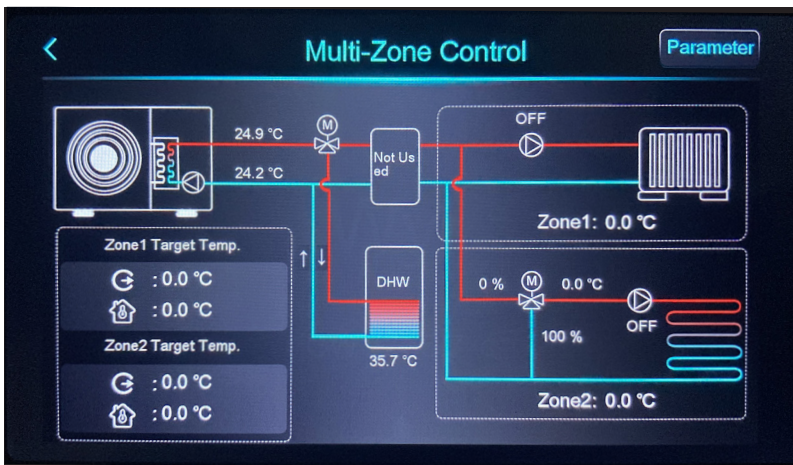 Multi-Zone Control
Parameter
24.9 °C
M
24.2 °C
Not Us
ed
OFF
Zone1: 0.0 °C
Zone1 Target Temp.
: 0.0 °C
: 0.0 °C
Zone2 Target Temp.
: 0.0 °C
: 0.0 °C
DHW
35.7 °C
0 %
M
0.0 °C
OFF
100 %
Zone2: 0.0 °C